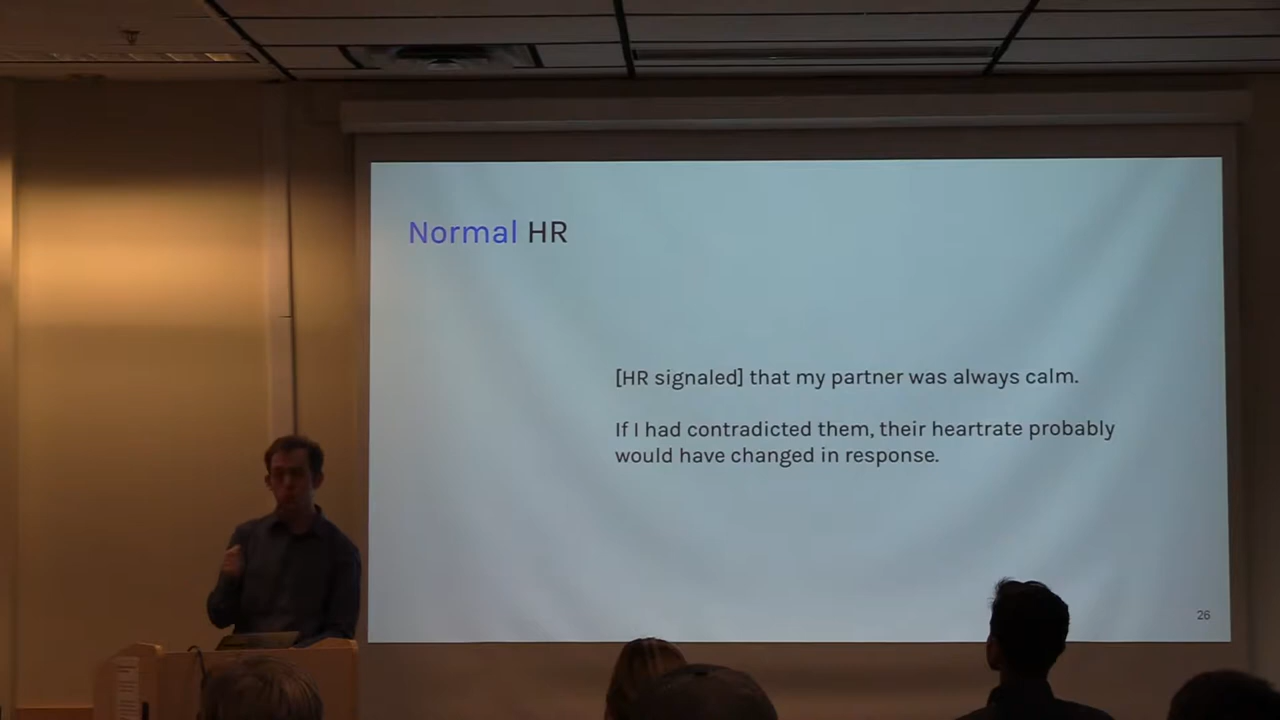 Normal HR
[HR signaled] that my partner was always calm.
If I had contradicted them, their heartrate probably
would have changed in response.
26